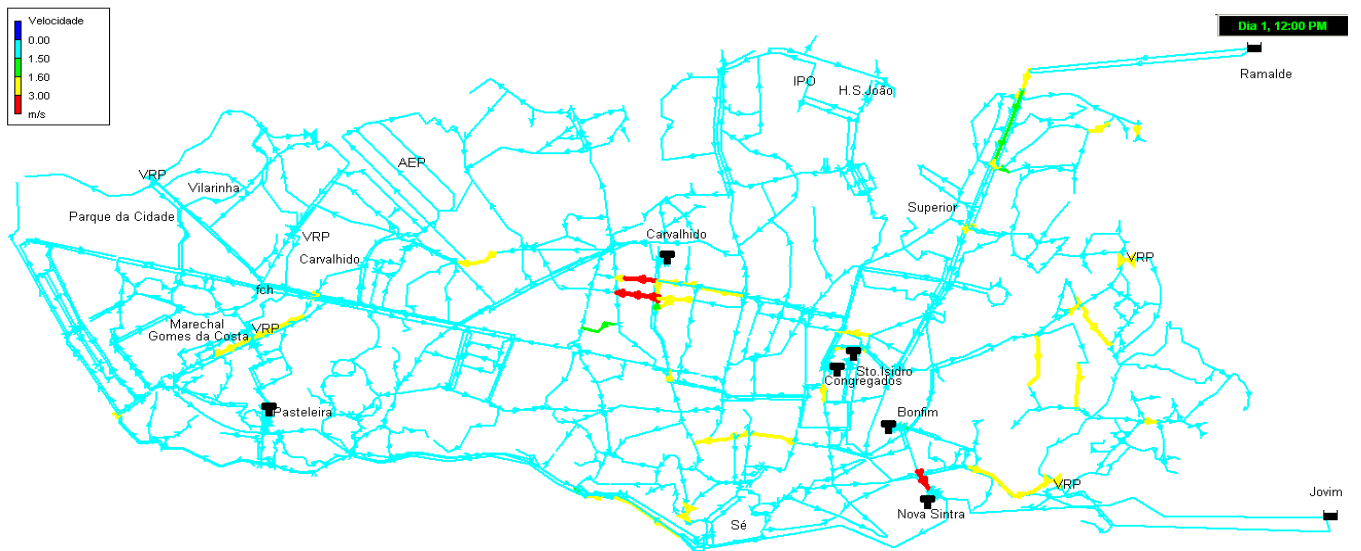 Velocidade
0.00
1.50
1.60
3.00
m/s
Dia 1, 12:00 PM
Ramalde
IPO
H.S.João
AEP
VRP
Vilarinha
Parque da Cidade
Superior
VRP
Carvalhido
Carvalhido
VRP
fch
Marechal
Gomes da Costa
VRP
Sto.Isidro
Congregados
Pasteleira
Bonfim
VRP
Jovim
Nova Sintra
Sé